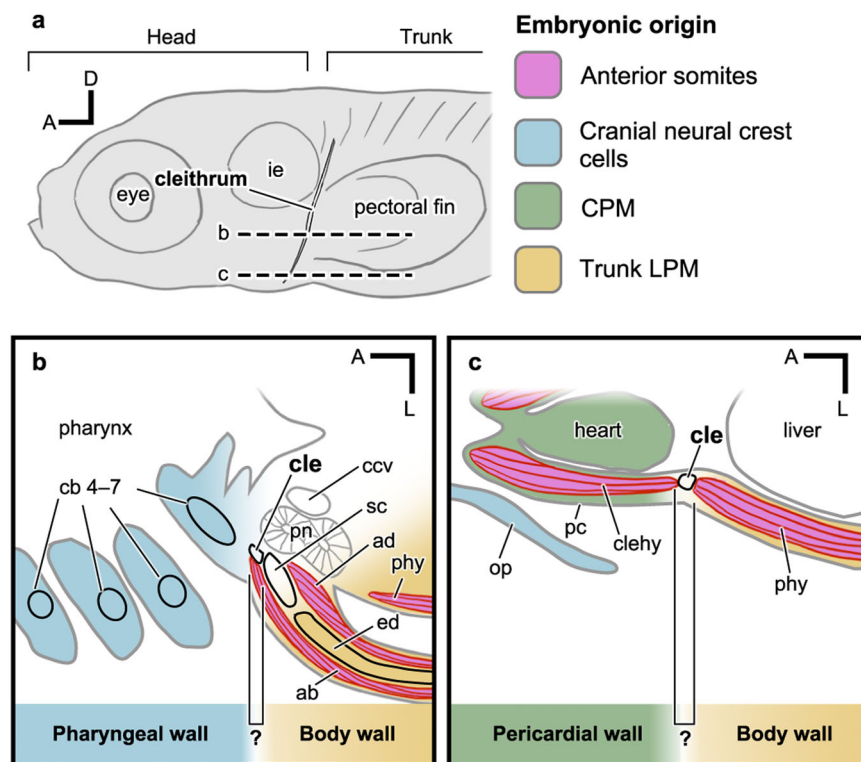 a
Head
Trunk
D
A
eye
cleithrum
ie
pectoral fin
b
c
Embryonic origin
Anterior somites
Cranial neural crest
cells
CPM
Trunk LPM
b
A
L
pharynx
cb 4–7
cle
ccv
sc
pn
ad
phy
ed
ab
Pharyngeal wall
?
Body wall
c
A
L
heart
cle
liver
pc
clehy
op
phy
Pericardial wall
?
Body wall